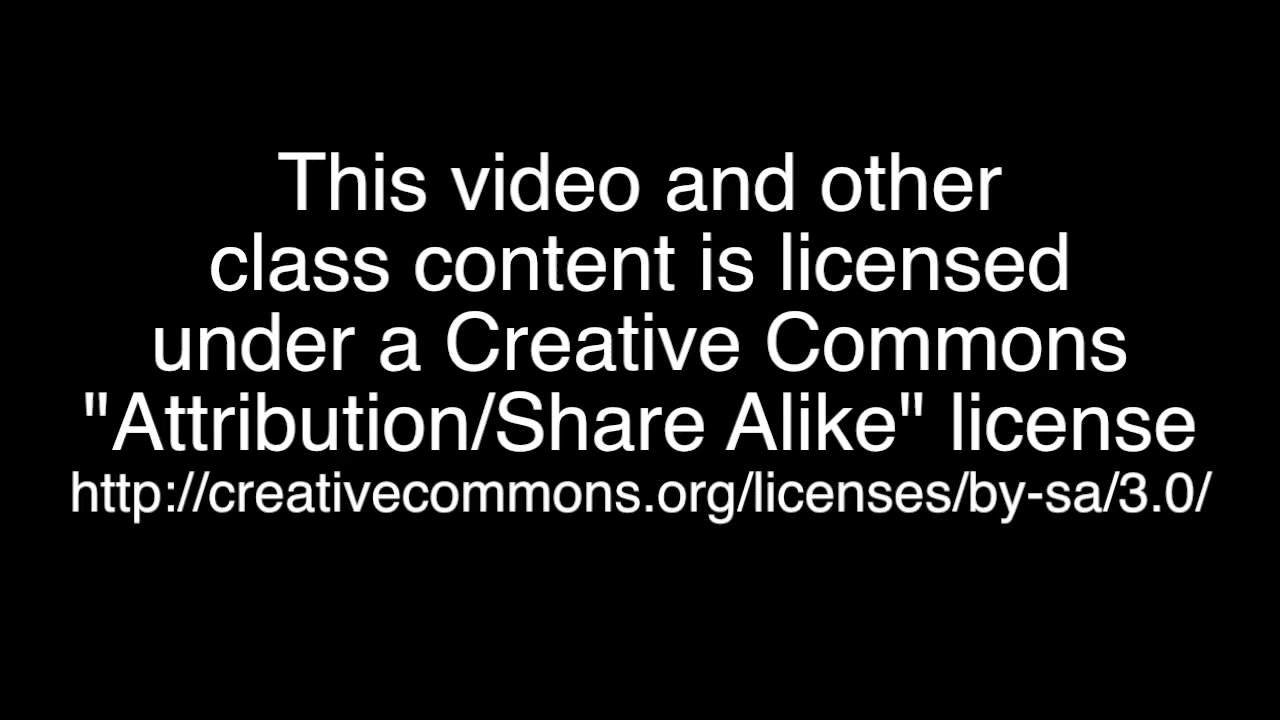 This video and other
class content is licensed
under a Creative Commons
"Attribution/Share Alike" license
http://creativecommons.org/licenses/by-sa/3.0/